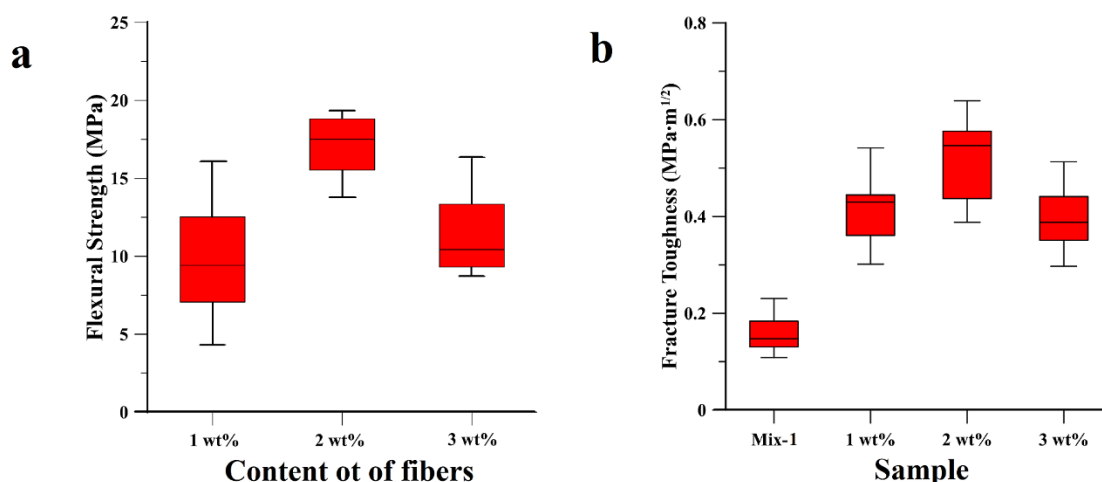 a
Flexural Strength (MPa)
25
20
15
10
5
0
1 wt%
2 wt%
3 wt%
Content ot of fibers
b
Fracture Toughness (MPa·m^1/2)
0.8
0.6
0.4
0.2
0
Mix-1
1 wt%
2 wt%
3 wt%
Sample